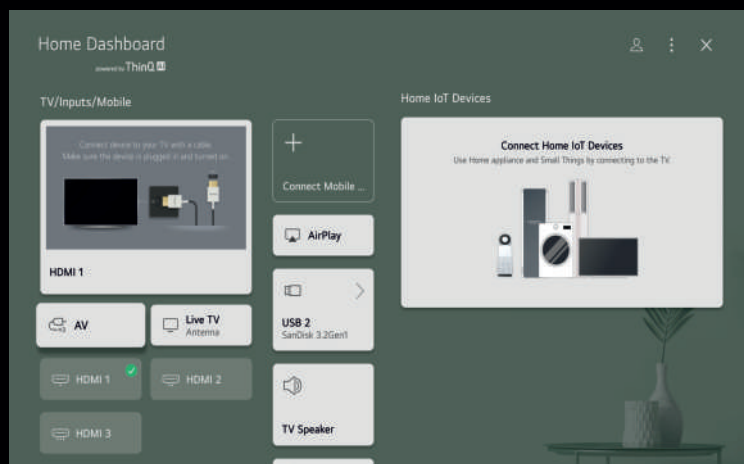 Home Dashboard
powered by ThinQ AI
TV/Inputs/Mobile
Connect device to your TV with a cable.
Make sure the device is plugged in and turned on.
HDMI 1
AV
Live TV
Antenna
HDMI 1
HDMI 2
HDMI 3
Connect Mobile ...
AirPlay
USB 2
SanDisk 3.2Gen1
TV Speaker
Home IoT Devices
Connect Home IoT Devices
Use Home appliance and Small Things by connecting to the TV.